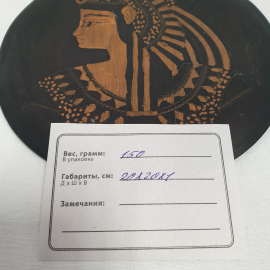 Вес, грамм: 150
В упаковке
Габариты, см: 20х20х1
Д х Ш х В
Замечания: